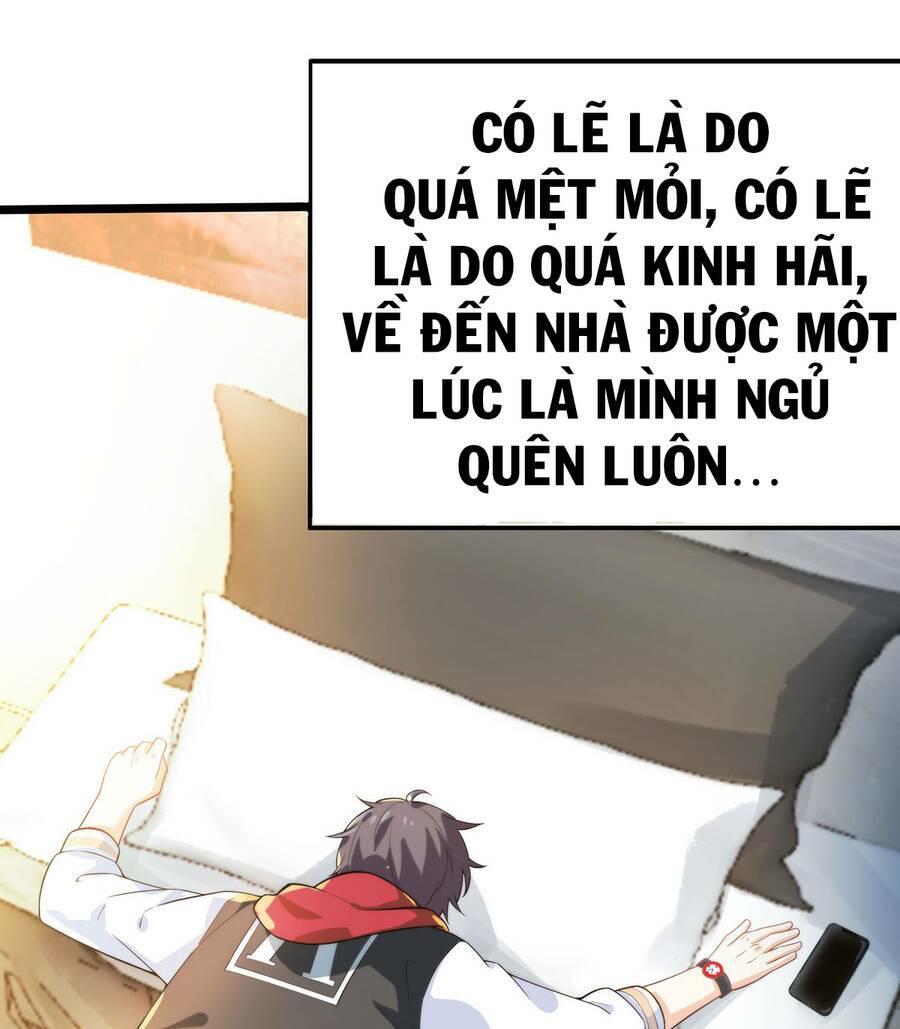 CÓ LẼ LÀ DO
QUÁ MỆT MỎI, CÓ LẼ
LÀ DO QUÁ KINH HÃI,
VỀ ĐẾN NHÀ ĐƯỢC MỘT
LÚC LÀ MÌNH NGỦ
QUÊN LUÔN...